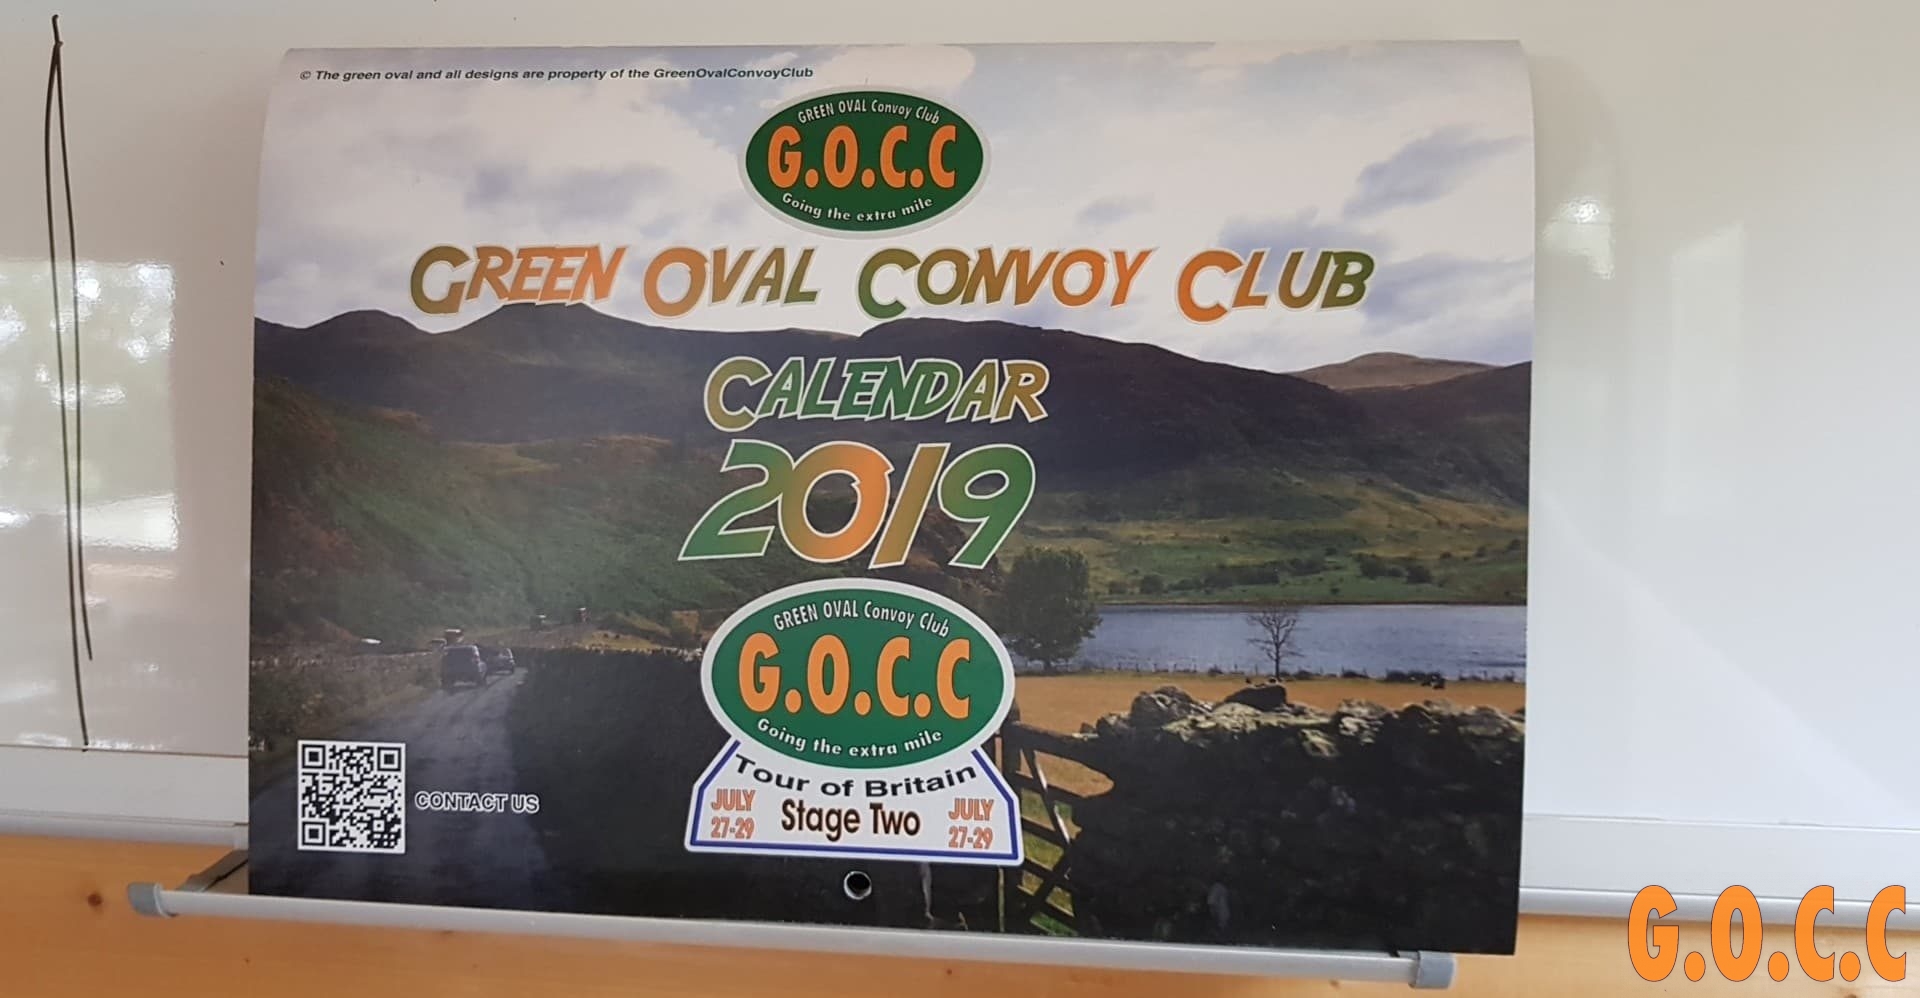 © The green oval and all designs are property of the GreenOvalConvoyClub
GREEN OVAL Convoy Club
G.O.C.C
Going the extra mile
GREEN OVAL CONVOY CLUB
CALENDAR
2019
GREEN OVAL Convoy Club
G.O.C.C
Going the extra mile
Tour of Britain
JULY 27-29
Stage Two
JULY 27-29
CONTACT US
G.O.C.C